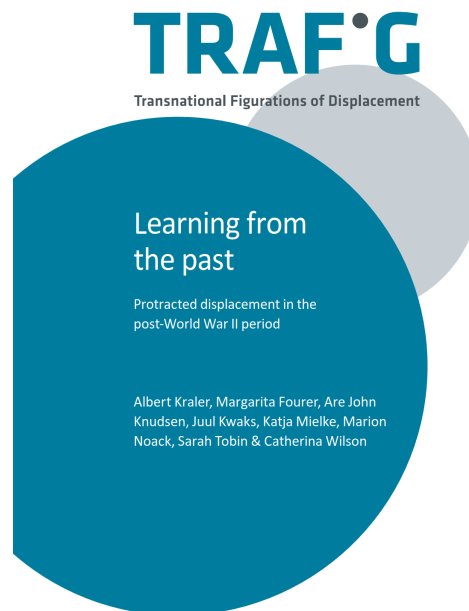 TRAFIG
Transnational Figurations of Displacement
Learning from
the past
Protracted displacement in the
post-World War II period
Albert Kraler, Margarita Fourer, Are John
Knudsen, Juul Kwaks, Katja Mielke, Marion
Noack, Sarah Tobin & Catherina Wilson